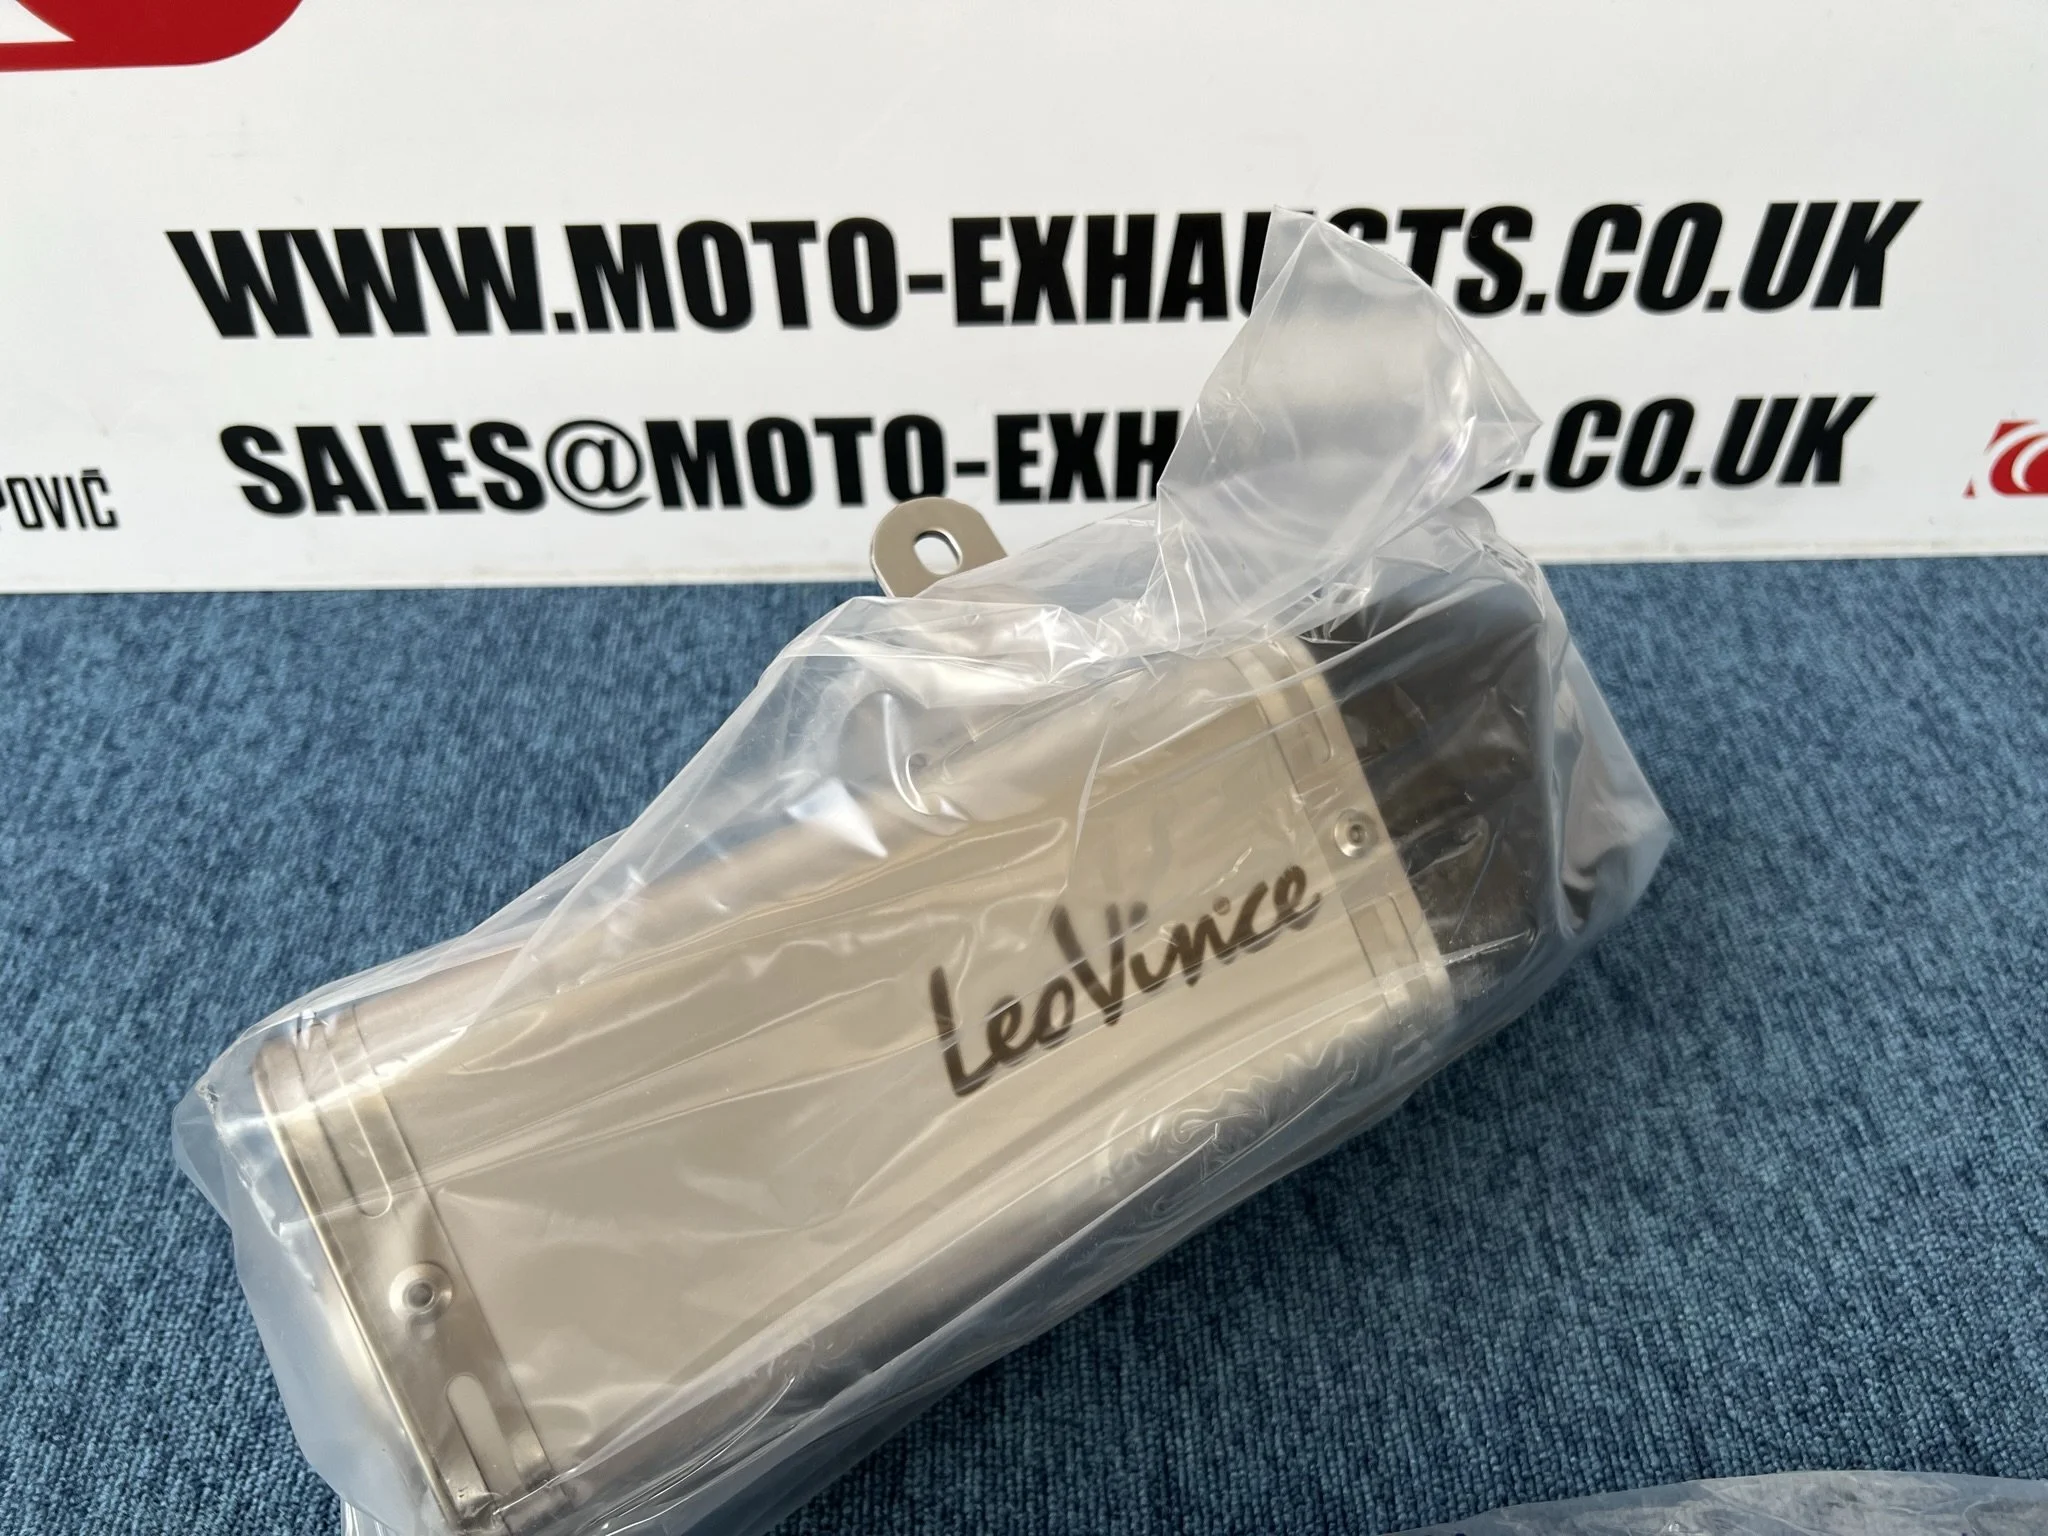 WWW.MOTO-EXHAUSTS.CO.UK
SALES@MOTO-EXH S.CO.UK
POVIČ
LeoVince